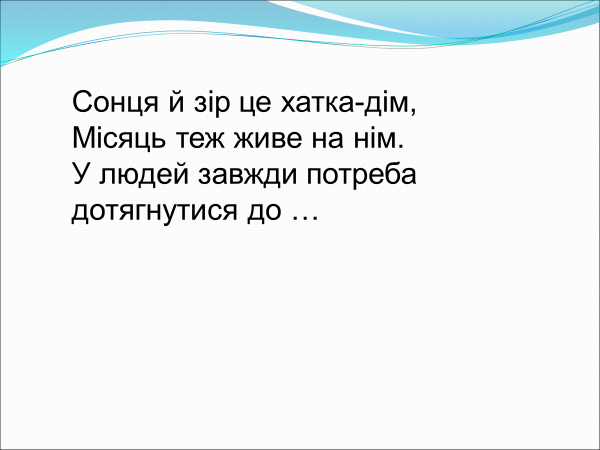 Сонця й зір це хатка-дім,
Місяць теж живе на нім.
У людей завжди потреба
дотягнутися до …